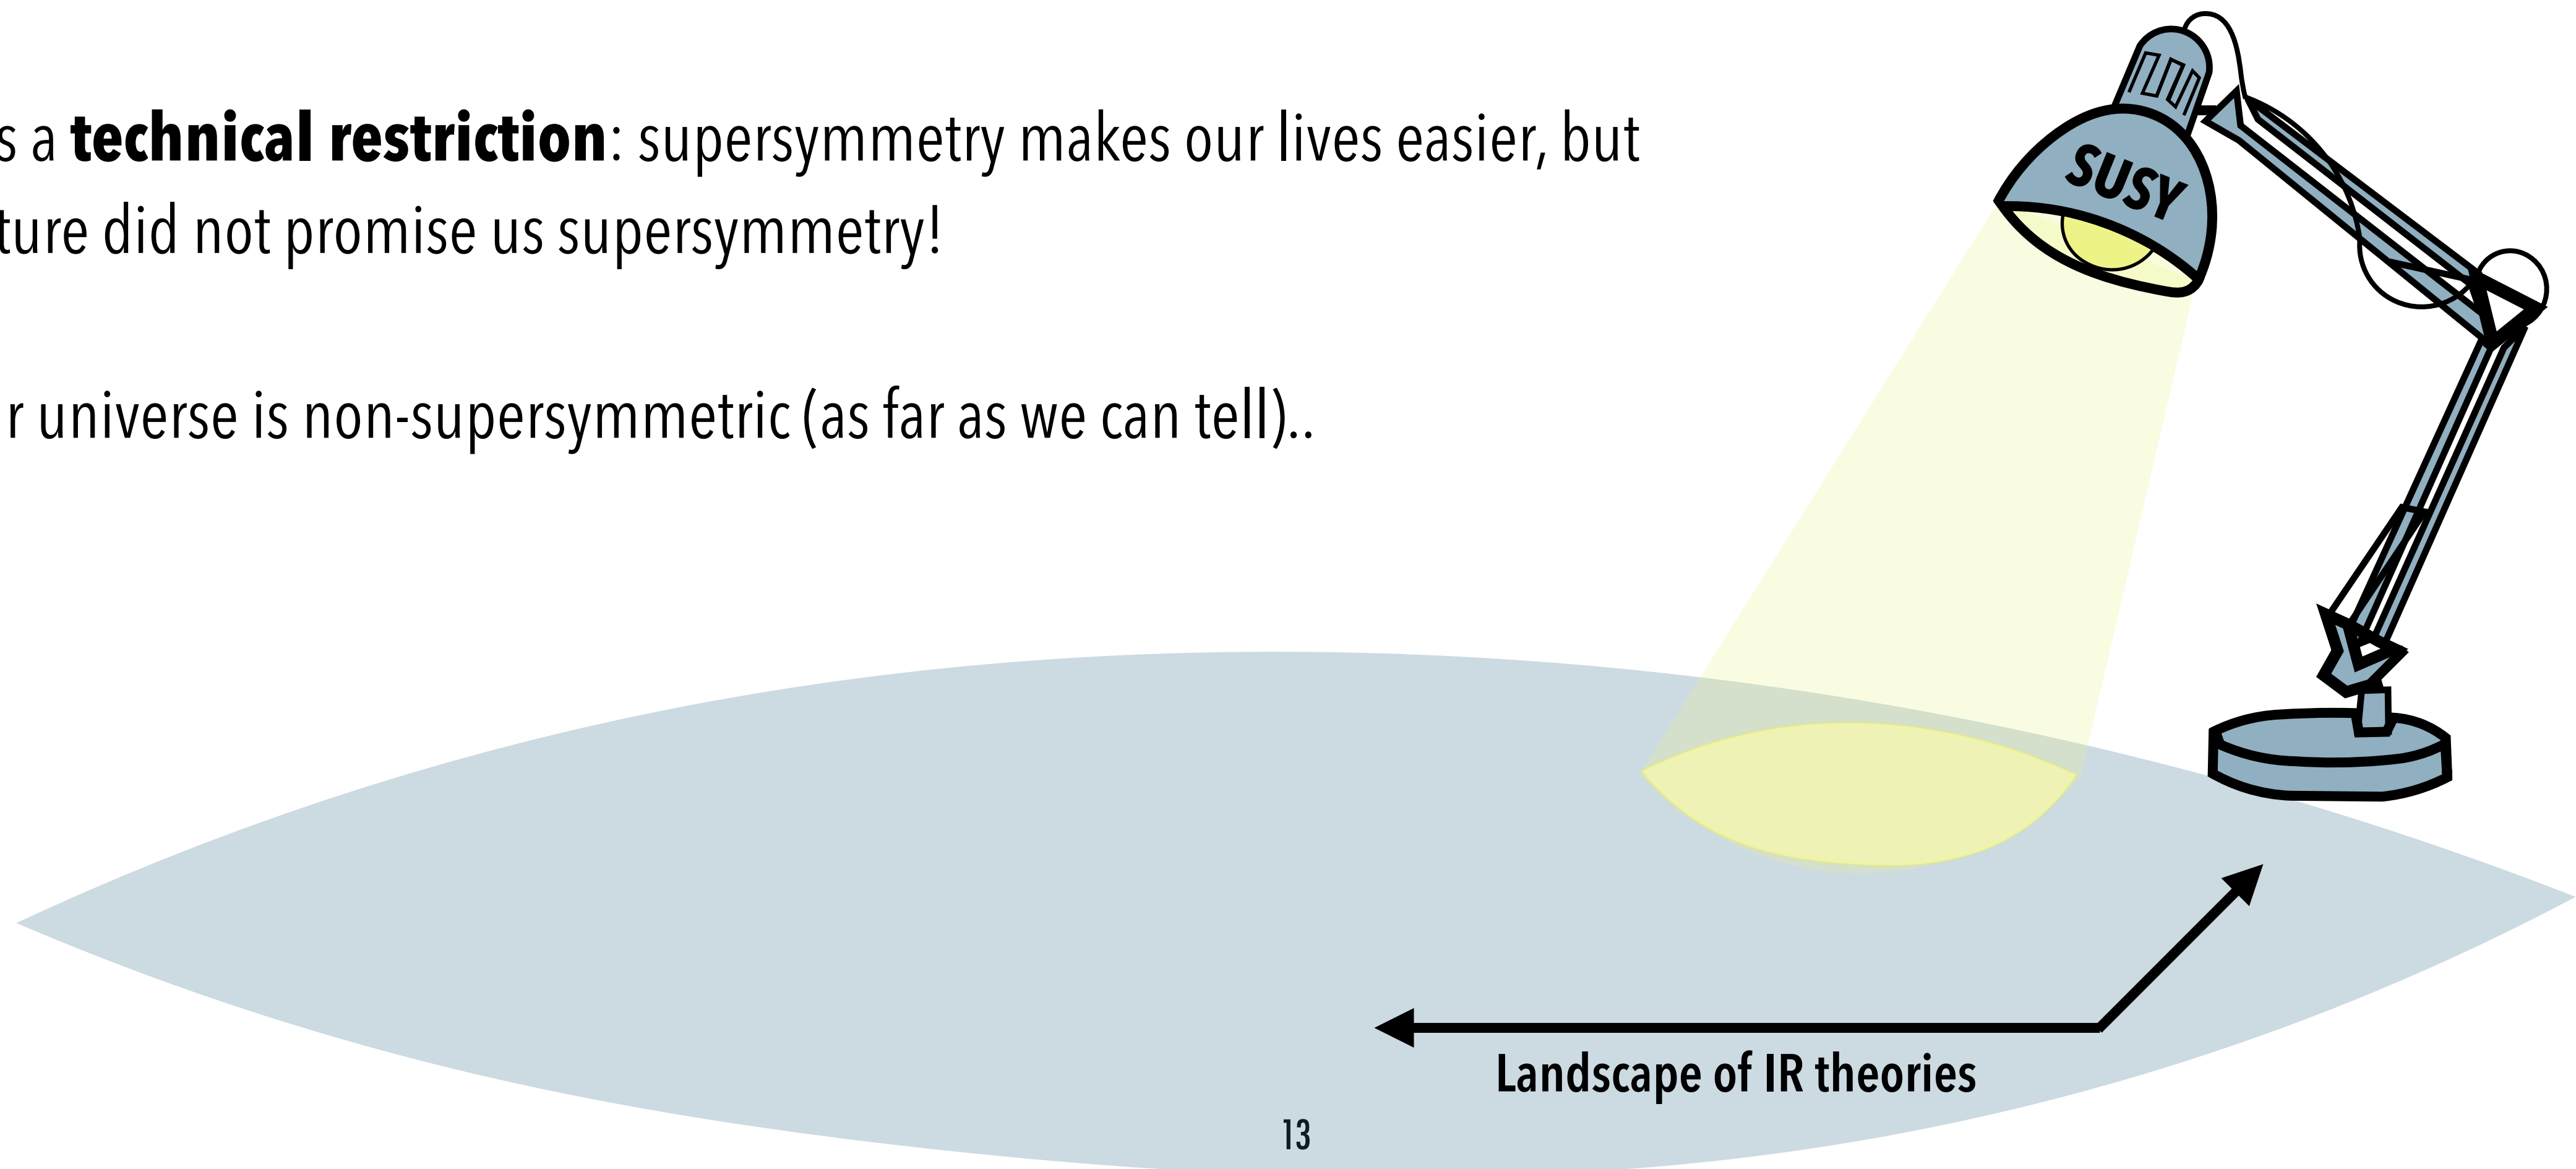 s a technical restriction: supersymmetry makes our lives easier, but
ture did not promise us supersymmetry!
r universe is non-supersymmetric (as far as we can tell)..
SUSY
Landscape of IR theories
13